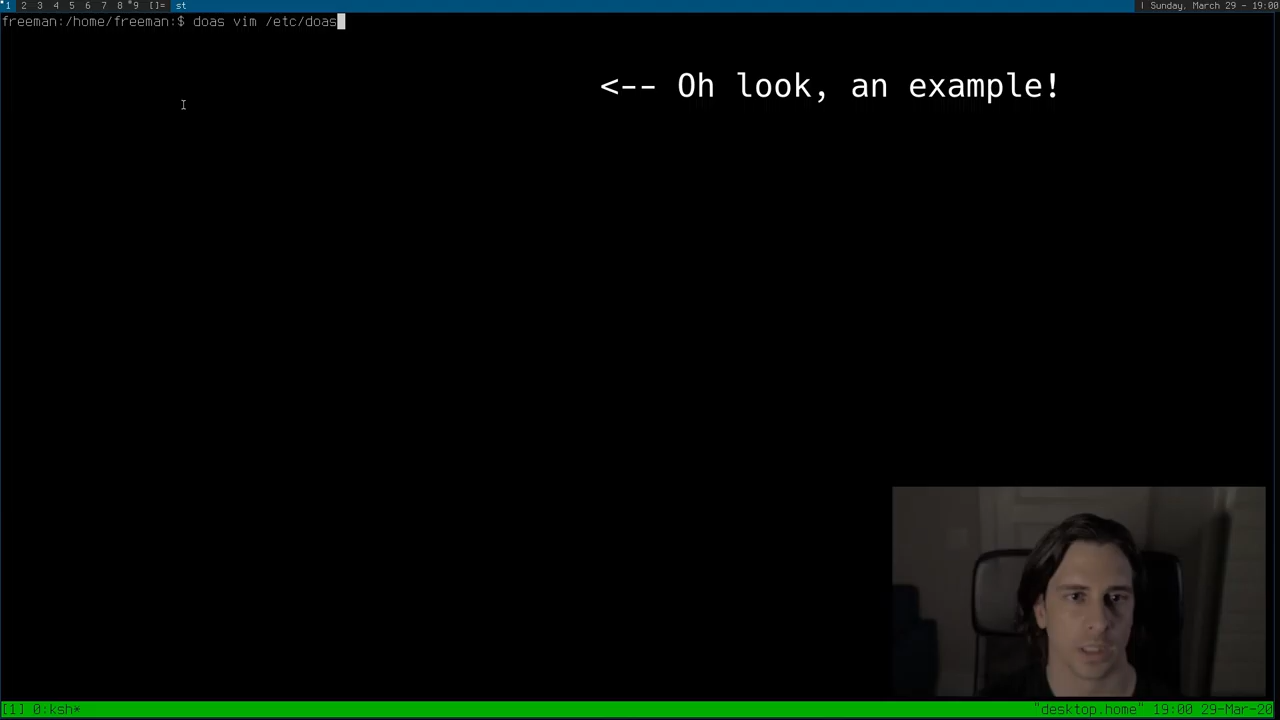 *1 2 3 4 5 6 7 8 *9 []= st | Sunday, March 29 - 19:00
freeman:/home/freeman:$ doas vim /etc/doas
<-- Oh look, an example!
[1] 0:ksh* "desktop.home" 19:00 29-Mar-20